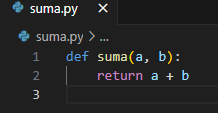 suma.py ×
suma.py > ...
1 def suma(a, b):
2     return a + b
3